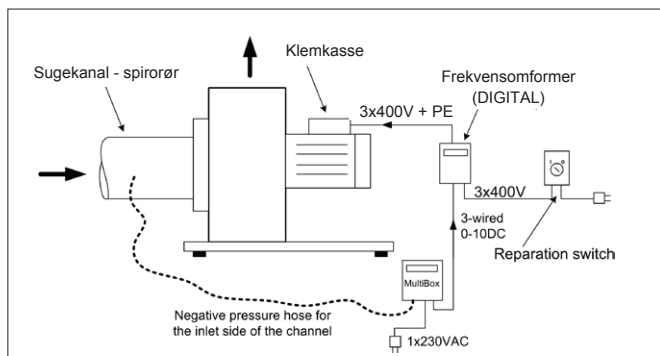 Klemkasse
Sugekanal - spirorør
Frekvensomformer
(DIGITAL)
3x400V + PE
3x400V
3-wired
0-10DC
Reparation switch
MultiBox
Negative pressure hose for
the inlet side of the channel
1x230VAC